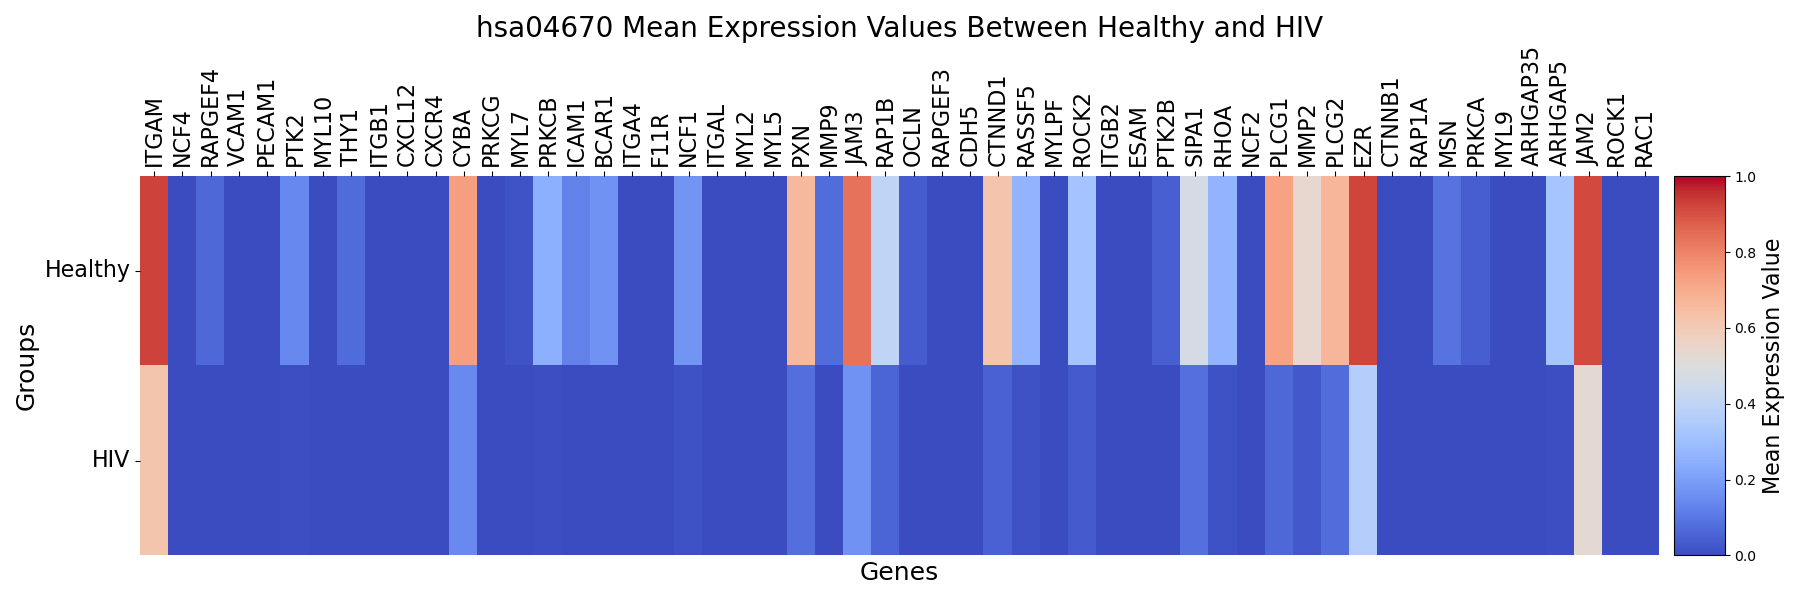 hsa04670 Mean Expression Values Between Healthy and HIV
ITGAM
NCF4
RAPGEF4
VCAM1
PECAM1
PTK2
MYL10
THY1
ITGB1
CXCL12
CXCR4
CYBA
PRKCG
MYL7
PRKCB
ICAM1
BCAR1
ITGA4
F11R
NCF1
ITGAL
MYL2
MYL5
PXN
MMP9
JAM3
RAP1B
OCLN
RAPGEF3
CDH5
CTNND1
RASSF5
MYLPF
ROCK2
ITGB2
ESAM
PTK2B
SIPA1
RHOA
NCF2
PLCG1
MMP2
PLCG2
EZR
CTNNB1
RAP1A
MSN
PRKCA
MYL9
ARHGAP35
ARHGAP5
JAM2
ROCK1
RAC1
Groups
Healthy
HIV
Genes
1.0
0.8
0.6
0.4
0.2
0.0
Mean Expression Value